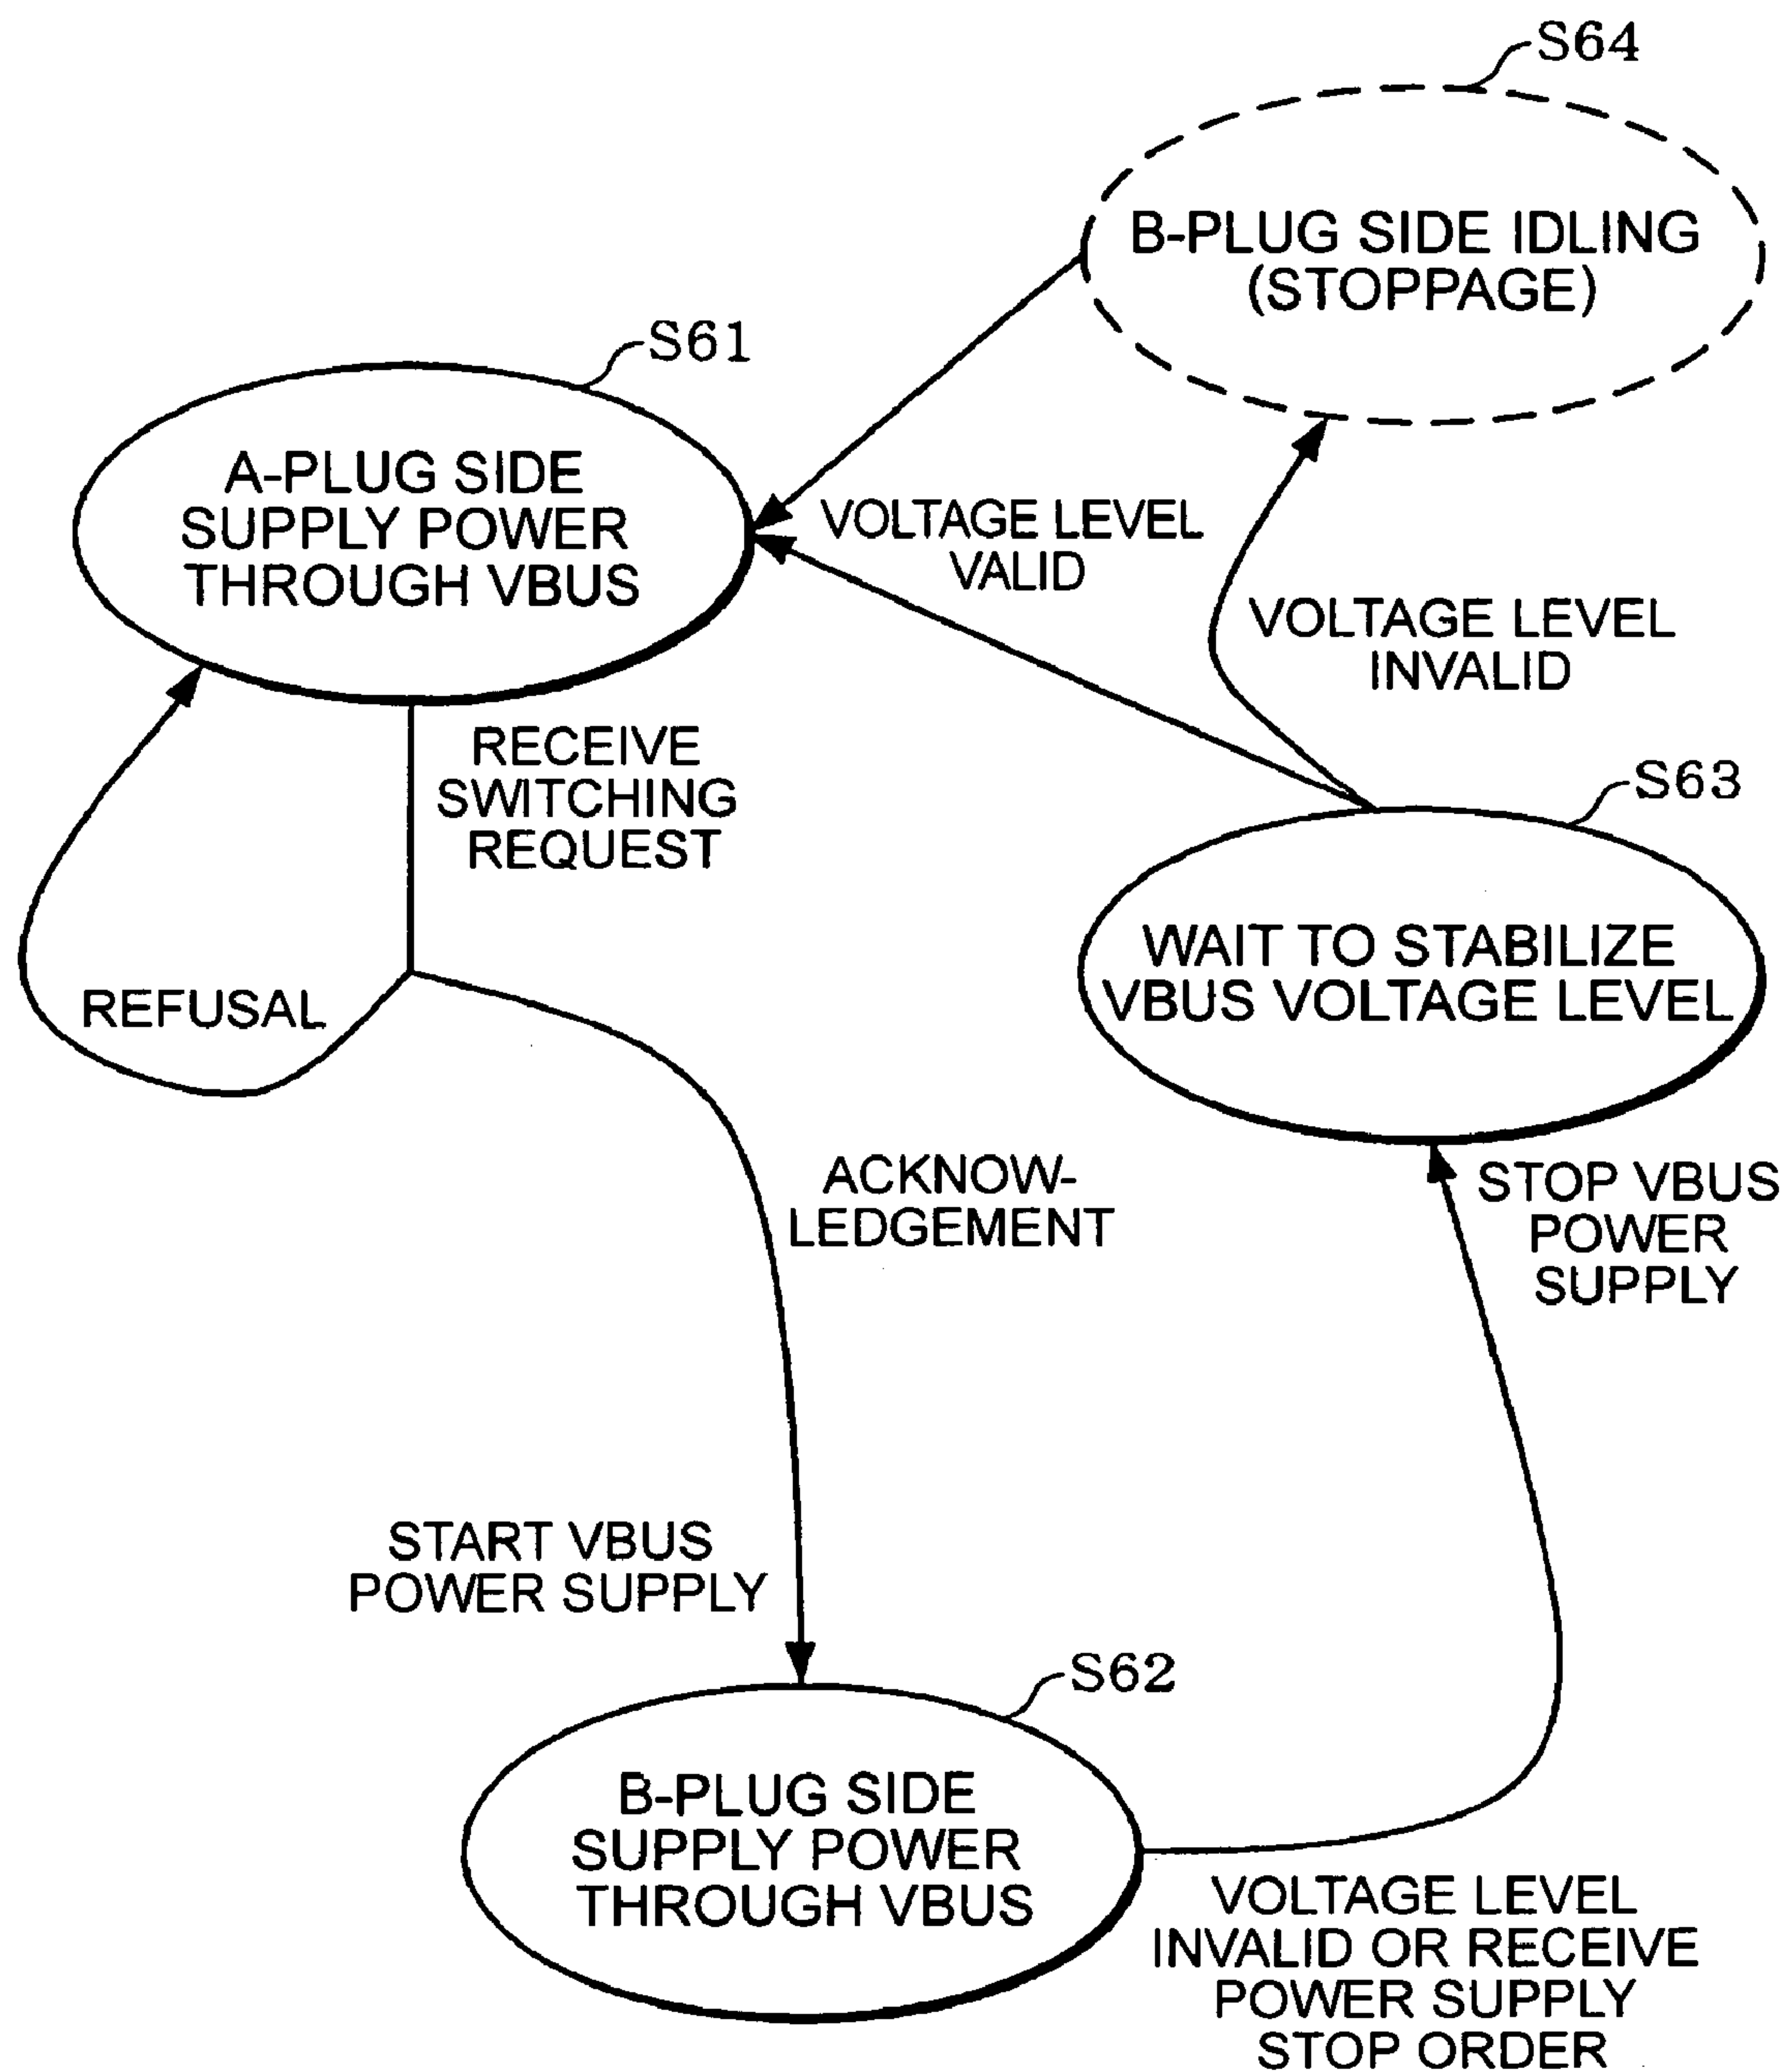 S64
B-PLUG SIDE IDLING
(STOPPAGE)
S61
A-PLUG SIDE
SUPPLY POWER
THROUGH VBUS
VOLTAGE LEVEL
VALID
VOLTAGE LEVEL
INVALID
RECEIVE
SWITCHING
REQUEST
S63
WAIT TO STABILIZE
VBUS VOLTAGE LEVEL
REFUSAL
ACKNOW-
LEDGEMENT
STOP VBUS
POWER
SUPPLY
START VBUS
POWER SUPPLY
S62
B-PLUG SIDE
SUPPLY POWER
THROUGH VBUS
VOLTAGE LEVEL
INVALID OR RECEIVE
POWER SUPPLY
STOP ORDER